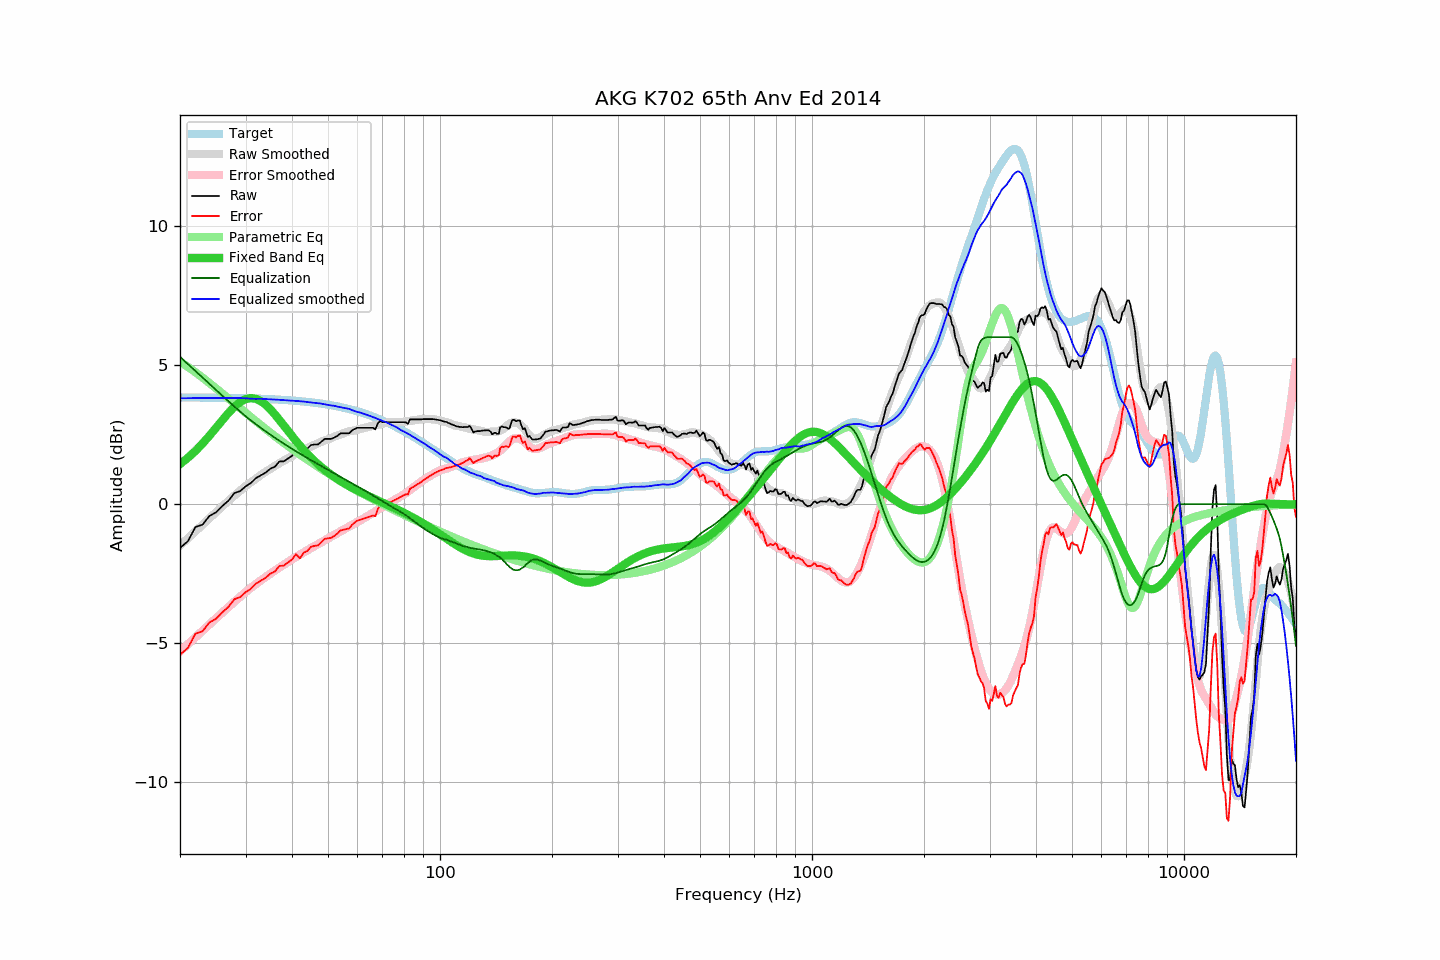 AKG K702 65th Anv Ed 2014
Target
Raw Smoothed
Error Smoothed
Raw
Error
Parametric Eq
Fixed Band Eq
Equalization
Equalized smoothed
Amplitude (dBr)
10
5
0
−5
−10
100 1000 10000
Frequency (Hz)